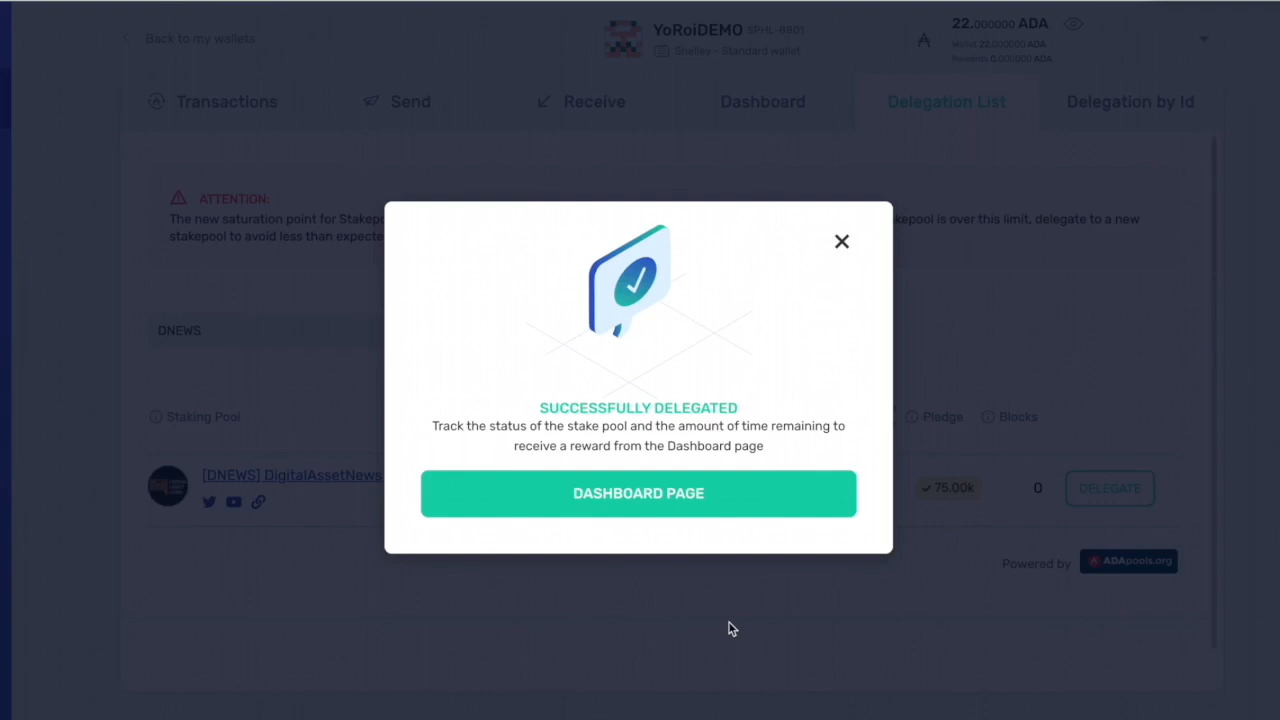 Back to my wallets
YoRoiDEMO SPHL-8801
Shelley - Standard wallet
22.000000 ADA
Wallet 22.000000 ADA
Rewards 0.000000 ADA
Transactions
Send
Receive
Dashboard
Delegation List
Delegation by Id
ATTENTION:
The new saturation point for Stakep
kepool is over this limit, delegate to a new
stakepool to avoid less than expecte
DNEWS
SUCCESSFULLY DELEGATED
Track the status of the stake pool and the amount of time remaining to
receive a reward from the Dashboard page
DASHBOARD PAGE
Staking Pool
Pledge
Blocks
[DNEWS] DigitalAssetNews
75.00k
0
DELEGATE
Powered by
ADApools.org